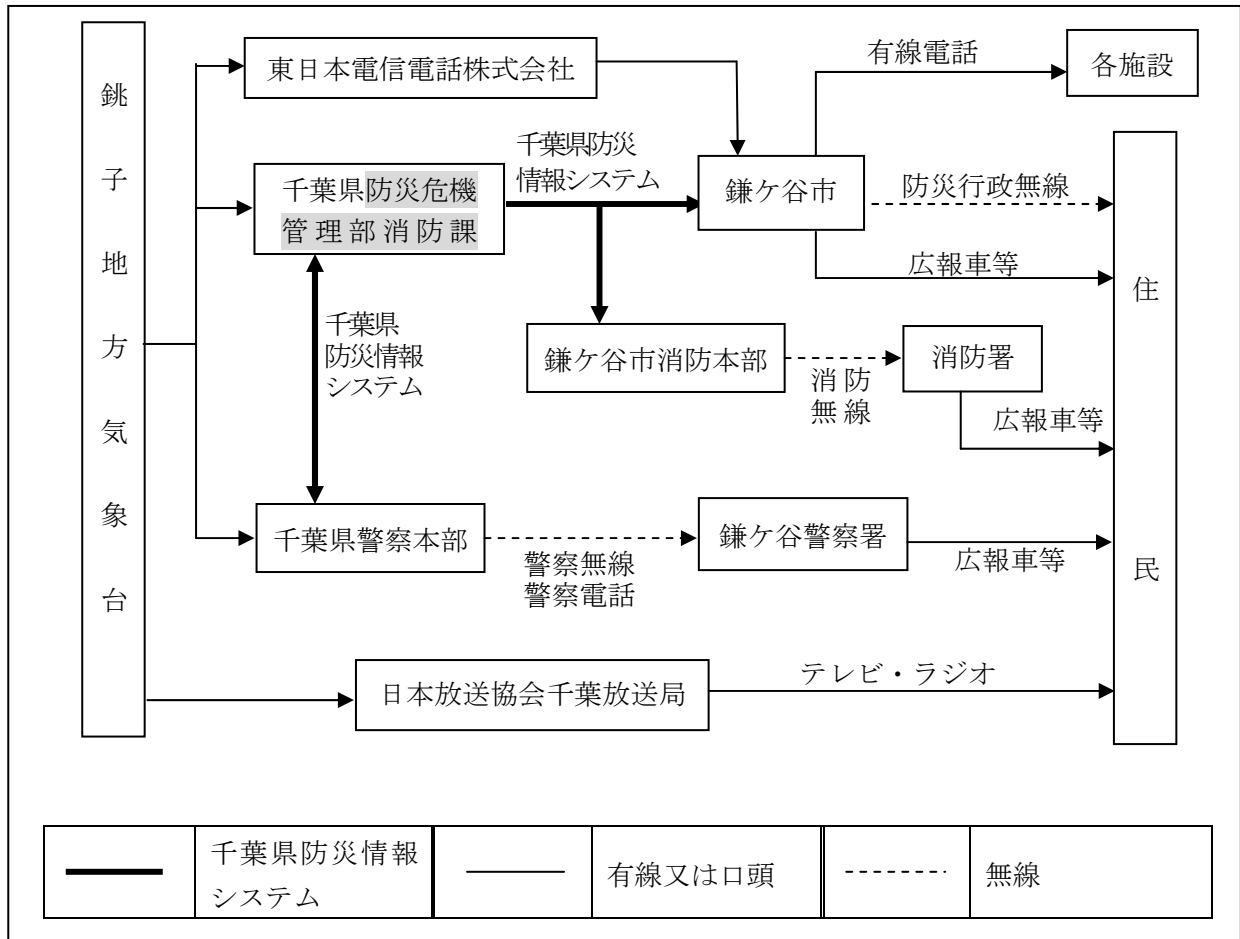 銚子地方気象台
東日本電信電話株式会社
有線電話
各施設
千葉県防災危機
管理部消防課
千葉県防災
情報システム
鎌ケ谷市
防災行政無線
広報車等
住民
千葉県
防災情報
システム
鎌ケ谷市消防本部
消防
無線
消防署
広報車等
千葉県警察本部
警察無線
警察電話
鎌ケ谷警察署
広報車等
日本放送協会千葉放送局
テレビ・ラジオ
千葉県防災情報
システム
有線又は口頭
無線